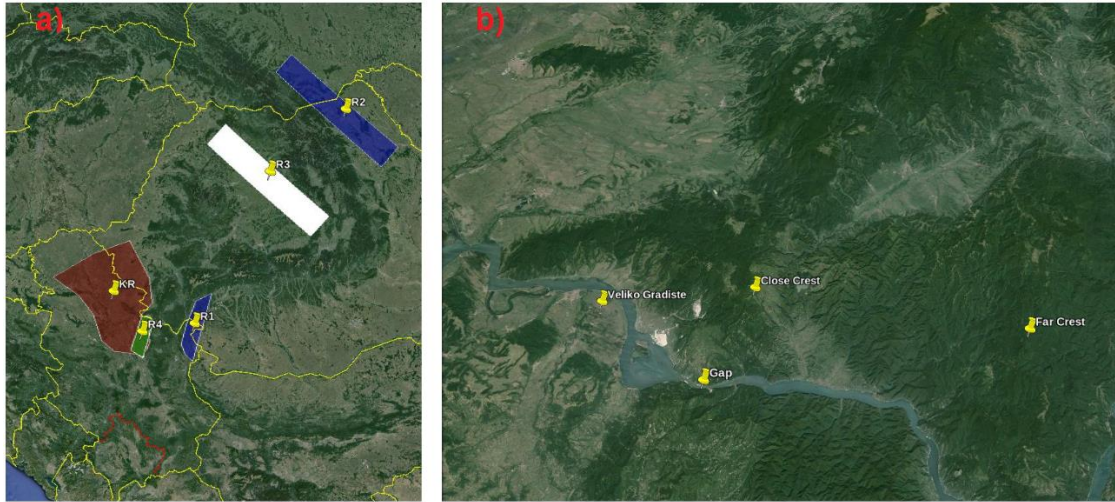 a)
R2
R3
KR
R4
R1
b)
Close Crest
Veliko Gradiste
Far Crest
Gap